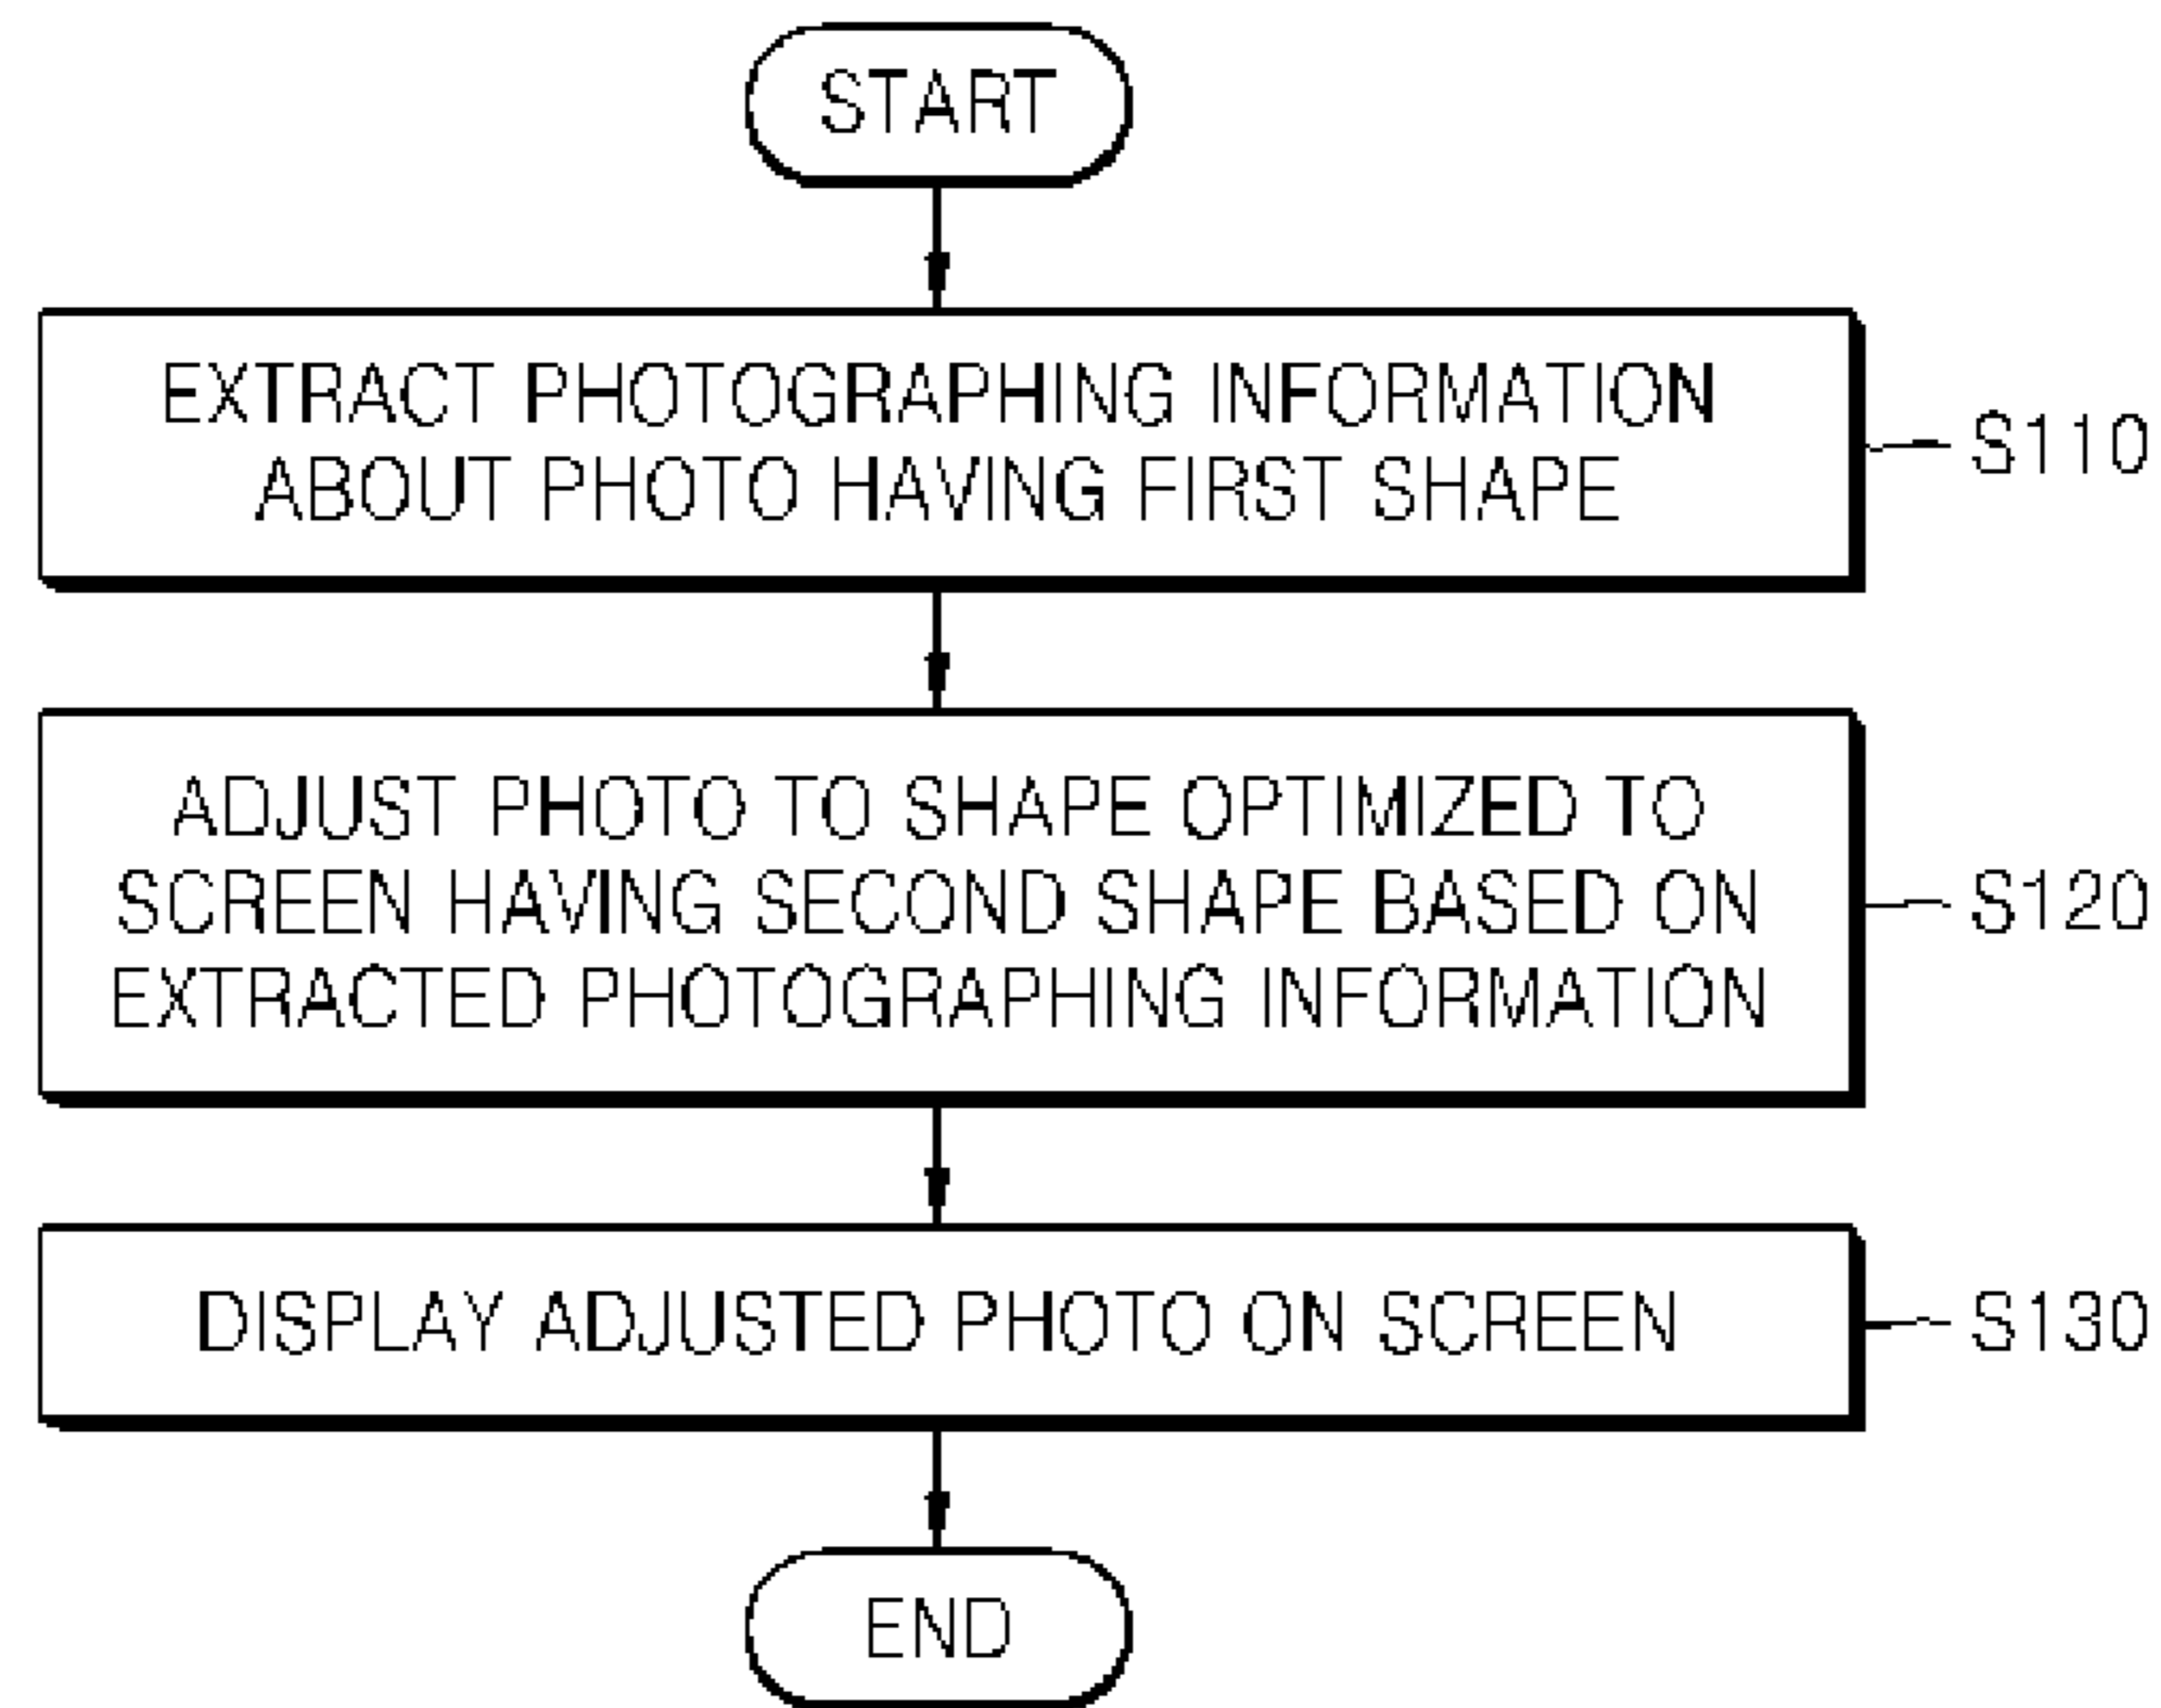 START
EXTRACT PHOTOGRAPHING INFORMATION
ABOUT PHOTO HAVING FIRST SHAPE
S110
ADJUST PHOTO TO SHAPE OPTIMIZED TO
SCREEN HAVING SECOND SHAPE BASED ON
EXTRACTED PHOTOGRAPHING INFORMATION
S120
DISPLAY ADJUSTED PHOTO ON SCREEN
S130
END